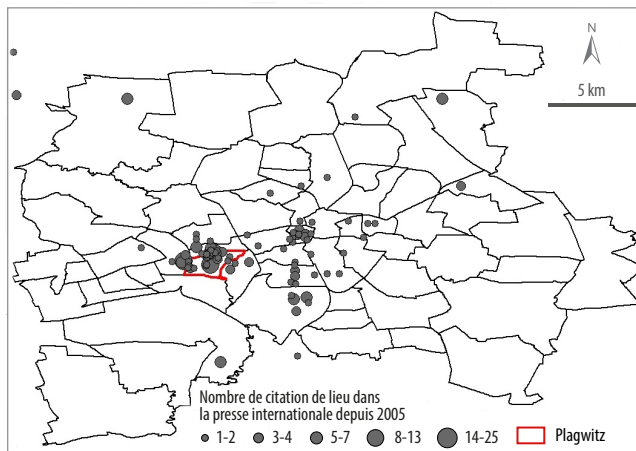 N
5 km
Nombre de citation de lieu dans
la presse internationale depuis 2005
1-2 3-4 5-7 8-13 14-25 Plagwitz